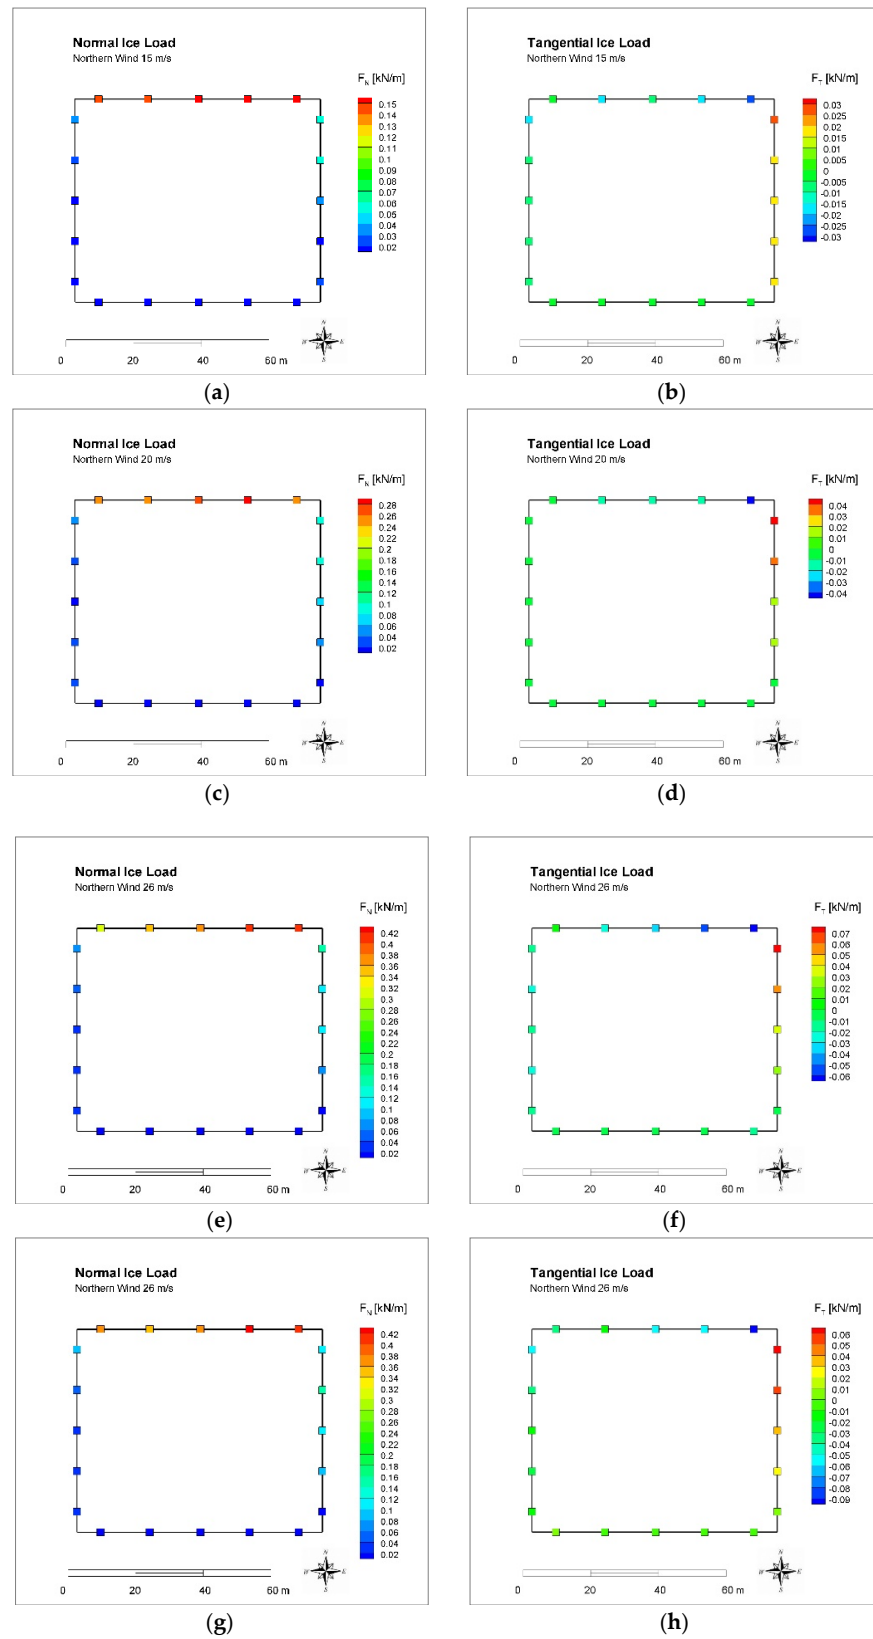 Normal Ice Load
Northern Wind 15 m/s
F_N [kN/m]
0.15
0.14
0.13
0.12
0.11
0.1
0.09
0.08
0.07
0.06
0.05
0.04
0.03
0.02
N
W E
S
0 20 40 60 m
(a)
Tangential Ice Load
Northern Wind 15 m/s
F_T [kN/m]
0.03
0.025
0.02
0.015
0.01
0.005
0
-0.005
-0.01
-0.015
-0.02
-0.025
-0.03
N
W E
S
0 20 40 60 m
(b)
Normal Ice Load
Northern Wind 20 m/s
F_N [kN/m]
0.28
0.26
0.24
0.22
0.2
0.18
0.16
0.14
0.12
0.1
0.08
0.06
0.04
0.02
N
W E
S
0 20 40 60 m
(c)
Tangential Ice Load
Northern Wind 20 m/s
F_T [kN/m]
0.04
0.03
0.02
0.01
0
-0.01
-0.02
-0.03
-0.04
N
W E
S
0 20 40 60 m
(d)
Normal Ice Load
Northern Wind 26 m/s
F_N [kN/m]
0.42
0.4
0.38
0.36
0.34
0.32
0.3
0.28
0.26
0.24
0.22
0.2
0.18
0.16
0.14
0.12
0.1
0.08
0.06
0.04
0.02
N
W E
S
0 20 40 60 m
(e)
Tangential Ice Load
Northern Wind 26 m/s
F_T [kN/m]
0.07
0.06
0.05
0.04
0.03
0.02
0.01
0
-0.01
-0.02
-0.03
-0.04
-0.05
-0.06
N
W E
S
0 20 40 60 m
(f)
Normal Ice Load
Northern Wind 26 m/s
F_N [kN/m]
0.42
0.4
0.38
0.36
0.34
0.32
0.3
0.28
0.26
0.24
0.22
0.2
0.18
0.16
0.14
0.12
0.1
0.08
0.06
0.04
0.02
N
W E
S
0 20 40 60 m
(g)
Tangential Ice Load
Northern Wind 26 m/s
F_T [kN/m]
0.06
0.05
0.04
0.03
0.02
0.01
0
-0.01
-0.02
-0.03
-0.04
-0.05
-0.06
-0.07
-0.08
-0.09
N
W E
S
0 20 40 60 m
(h)